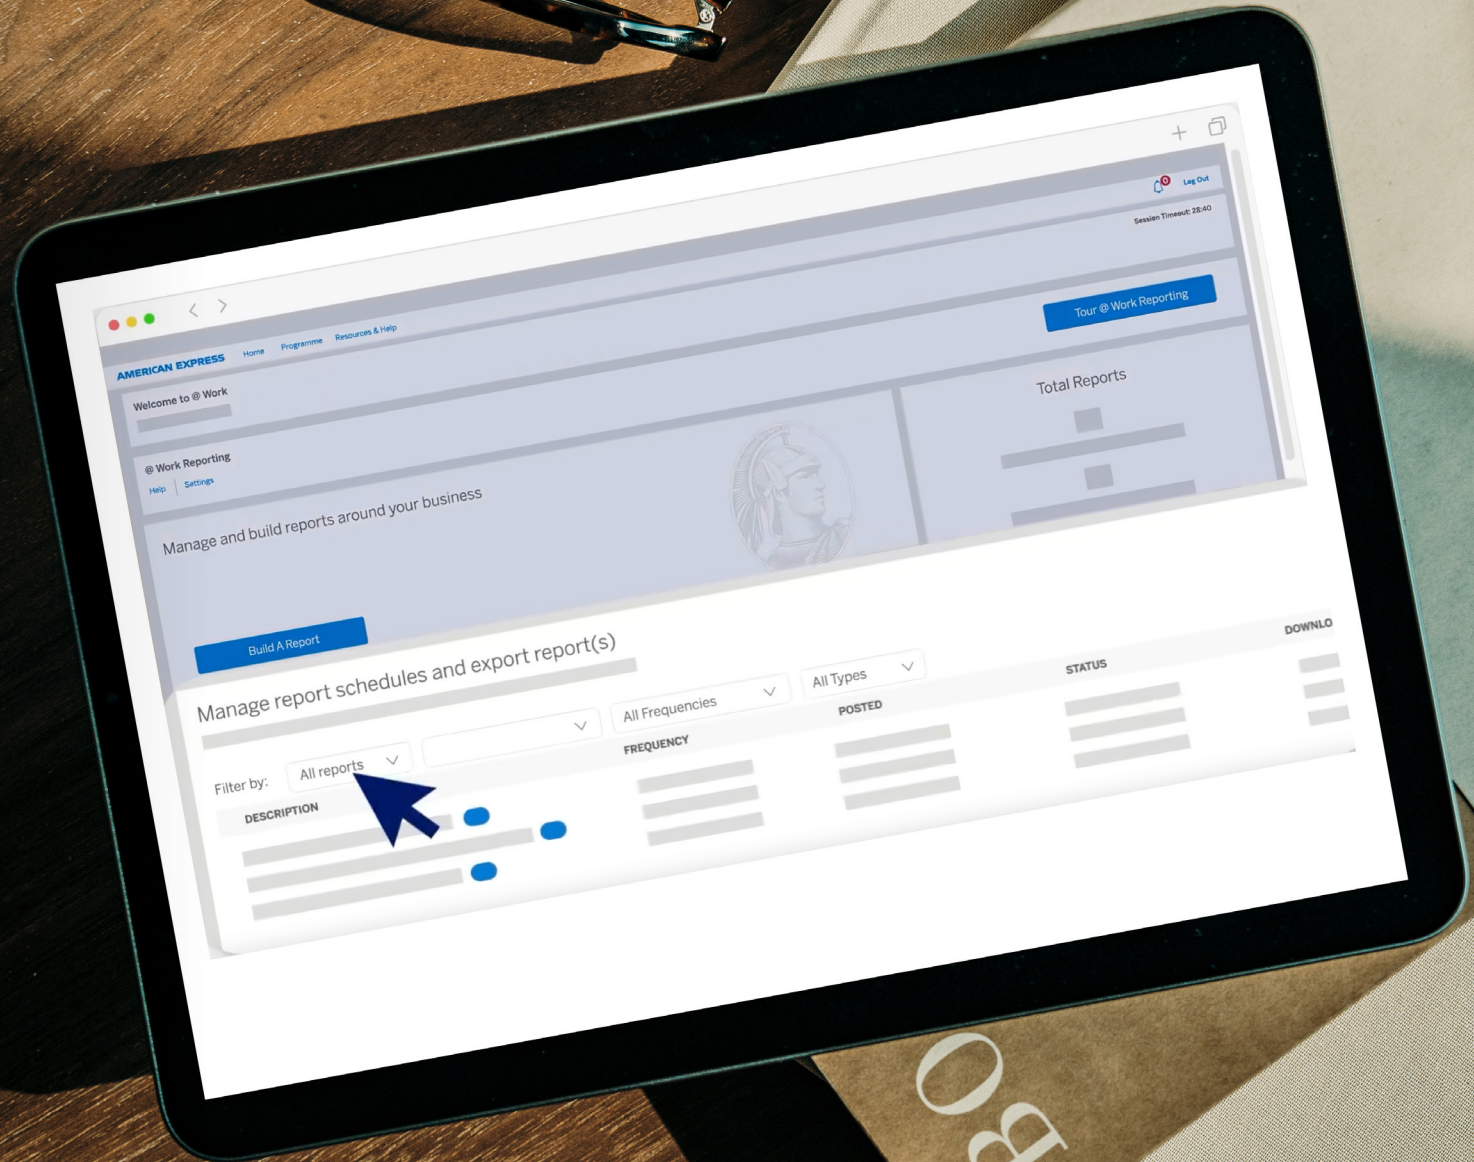 0 Log Out
Session Timeout: 28:40
AMERICAN EXPRESS Home Programme Resources & Help
Welcome to @ Work
Tour @ Work Reporting
@ Work Reporting
Help Settings
Manage and build reports around your business
Total Reports
Build A Report
Manage report schedules and export report(s)
Filter by: All reports All Frequencies All Types
DESCRIPTION FREQUENCY POSTED STATUS DOWNLO
OB